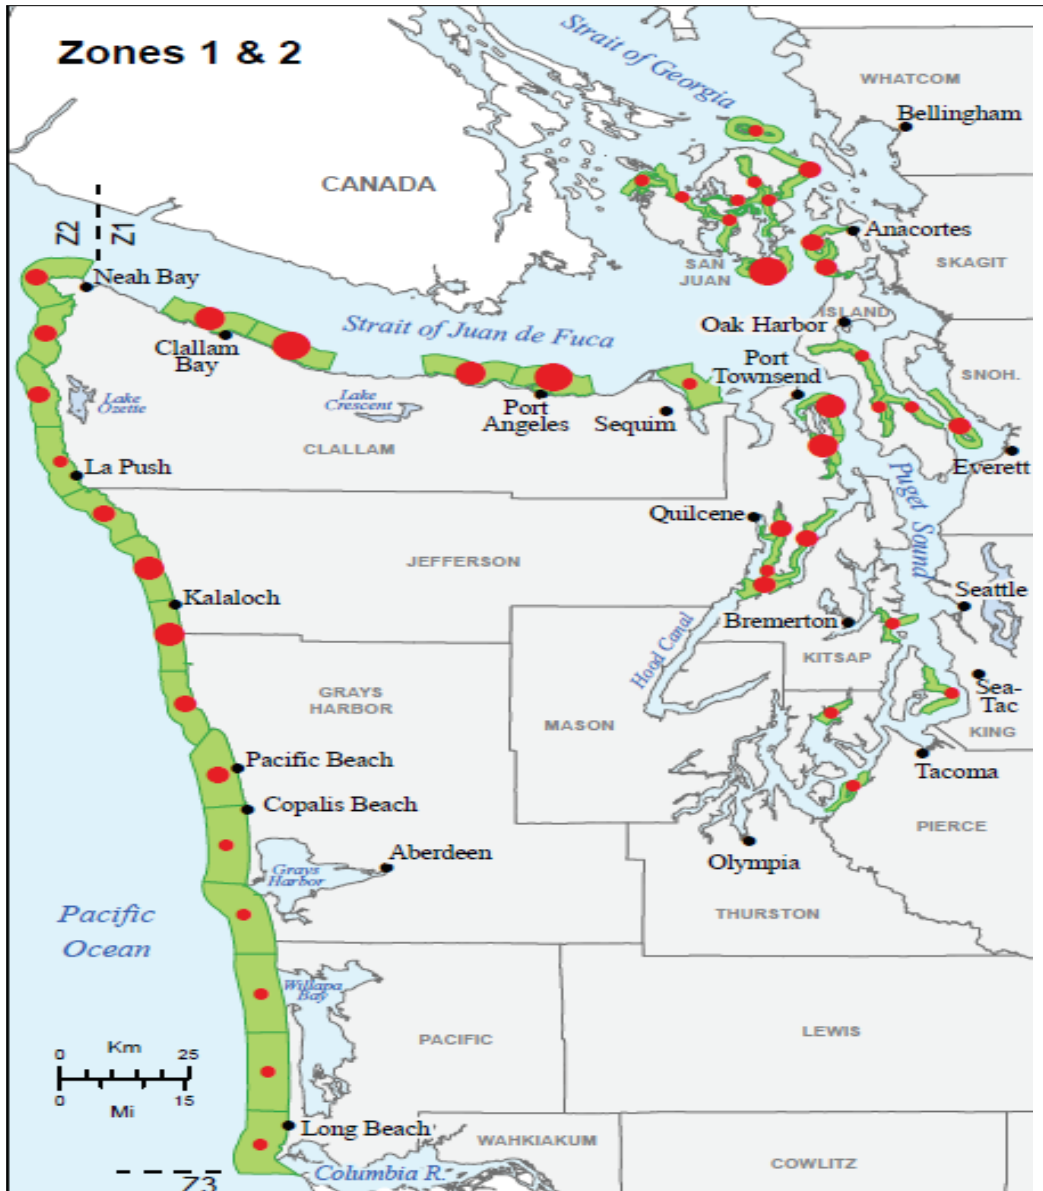 Zones 1 & 2
Strait of Georgia
WHATCOM
Bellingham
CANADA
Z2
Z1
Anacortes
SAN
JUAN
SKAGIT
Neah Bay
ISLAND
Oak Harbor
Strait of Juan de Fuca
Clallam
Bay
Port
Townsend
SNOH.
Lake
Ozette
Lake
Crescent
Port
Angeles
Sequim
CLALLAM
Everett
La Push
Puget Sound
Quilcene
JEFFERSON
Kalaloch
Seattle
Bremerton
Hood Canal
KITSAP
Sea-
Tac
GRAYS
HARBOR
MASON
KING
Pacific Beach
Tacoma
Copalis Beach
PIERCE
Aberdeen
Grays
Harbor
Olympia
Pacific
Ocean
THURSTON
Willapa
Bay
PACIFIC
LEWIS
Km
0 25
0 15
Mi
Long Beach
WAHKIAKUM
Columbia R.
COWLITZ
Z3